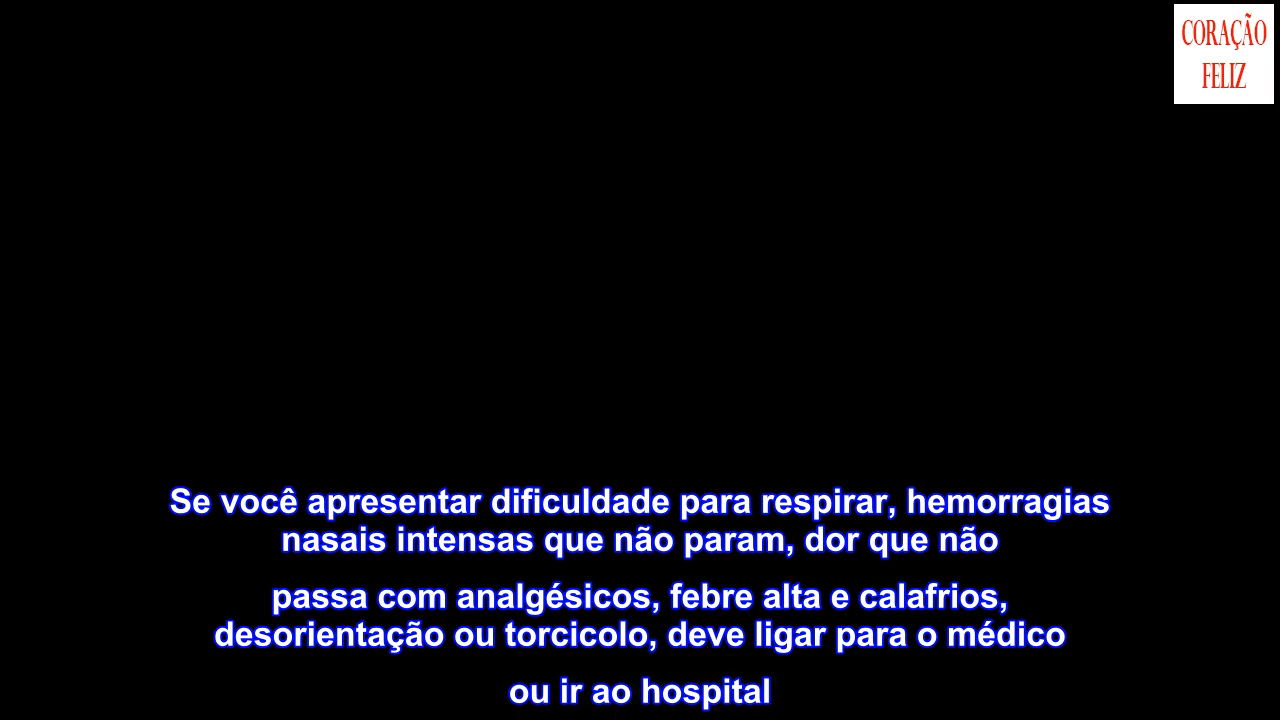 CORAÇÃO
FELIZ
Se você apresentar dificuldade para respirar, hemorragias
nasais intensas que não param, dor que não
passa com analgésicos, febre alta e calafrios,
desorientação ou torcicolo, deve ligar para o médico
ou ir ao hospital